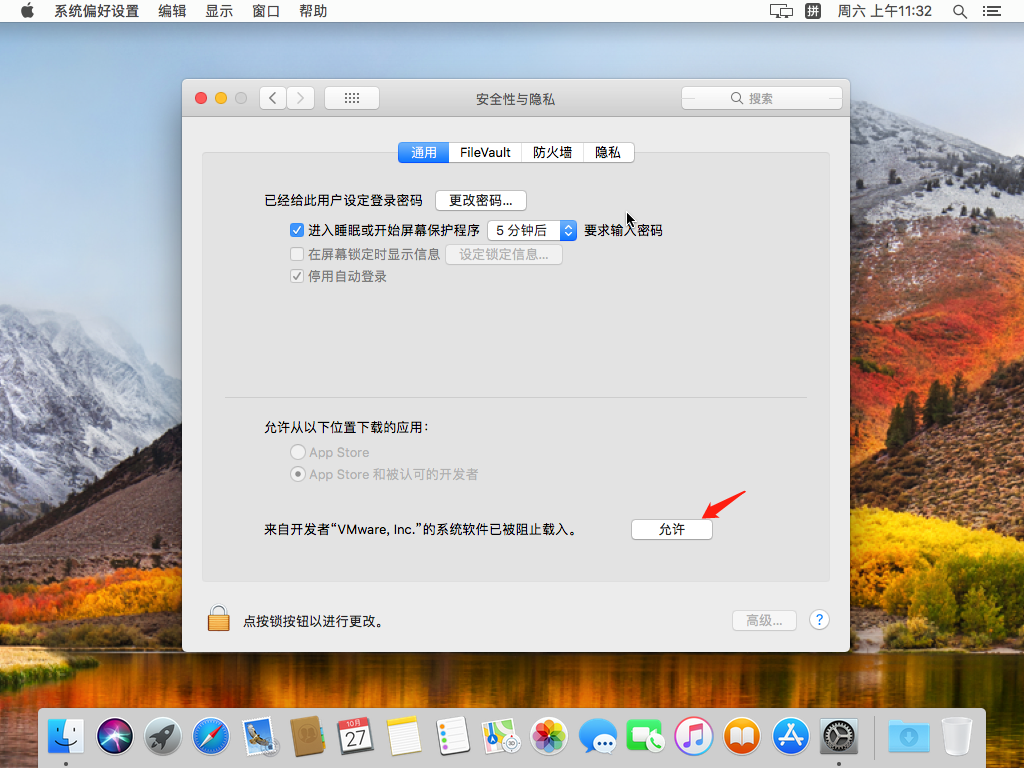 系统偏好设置 编辑 显示 窗口 帮助 拼 周六 上午11:32
安全性与隐私 搜索
通用 FileVault 防火墙 隐私
已经给此用户设定登录密码 更改密码...
进入睡眠或开始屏幕保护程序 5 分钟后 要求输入密码
在屏幕锁定时显示信息 设定锁定信息...
停用自动登录
允许从以下位置下载的应用：
App Store
App Store 和被认可的开发者
来自开发者“VMware, Inc.”的系统软件已被阻止载入。 允许
点按锁按钮以进行更改。 高级... ?
10月
27